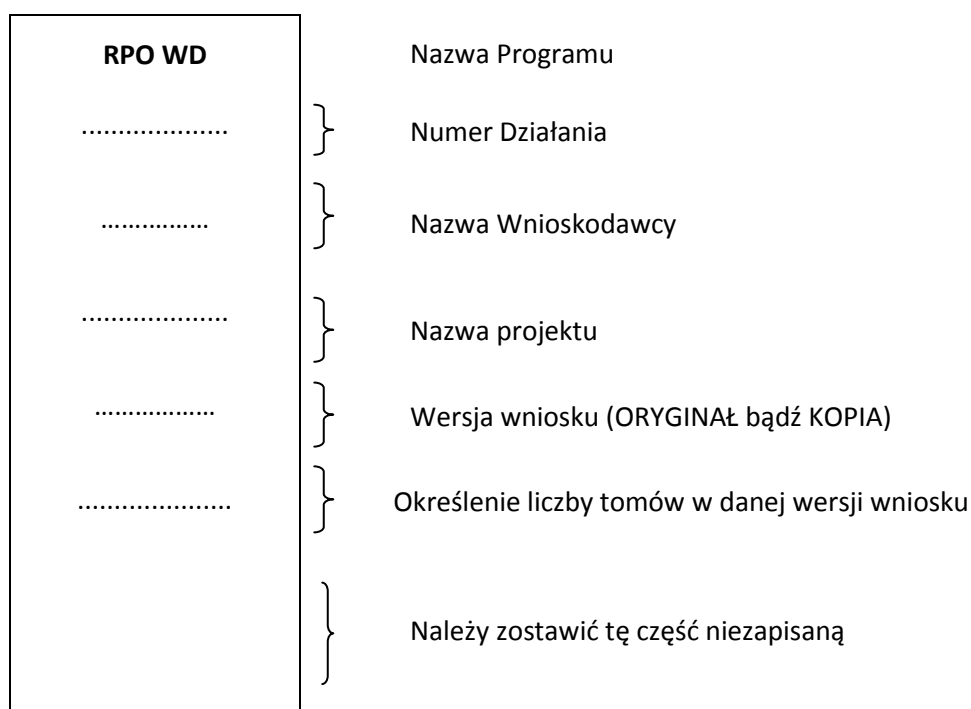 RPO WD Nazwa Programu
.................... Numer Działania
.................. Nazwa Wnioskodawcy
.................... Nazwa projektu
.................... Wersja wniosku (ORYGINAŁ bądź KOPIA)
..................... Określenie liczby tomów w danej wersji wniosku
Należy zostawić tę część niezapisaną